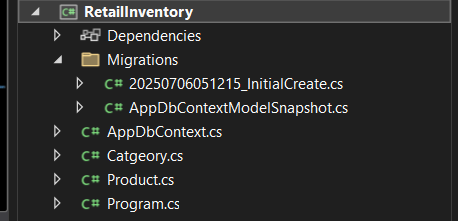 C# RetailInventory
Dependencies
Migrations
C# 20250706051215_InitialCreate.cs
C# AppDbContextModelSnapshot.cs
C# AppDbContext.cs
C# Catgeory.cs
C# Product.cs
C# Program.cs